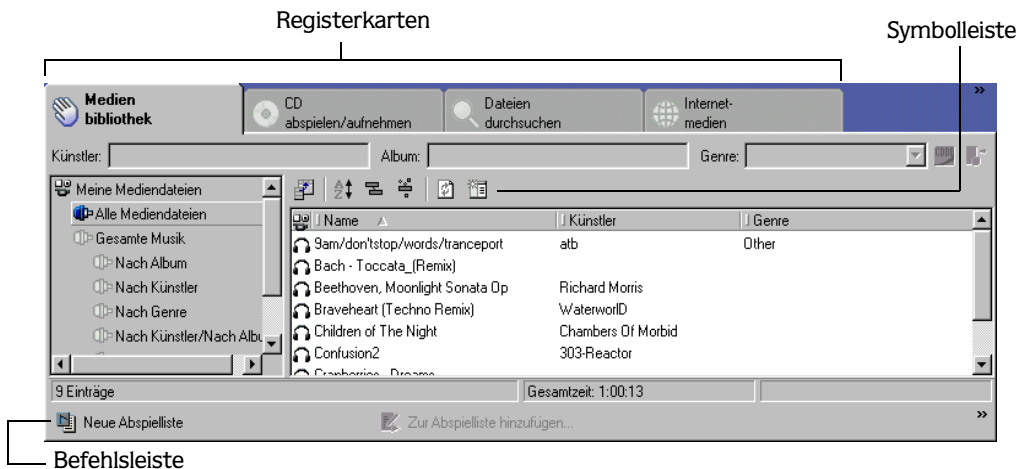 Registerkarten
Symbolleiste
Medien
bibliothek
CD
abspielen/aufnehmen
Dateien
durchsuchen
Internet-
medien
»
Künstler:
Album:
Genre:
CDDB
Meine Mediendateien
Alle Mediendateien
Gesamte Musik
Nach Album
Nach Künstler
Nach Genre
Nach Künstler/Nach Albu
Name Künstler Genre
9am/don'tstop/words/tranceport atb Other
Bach - Toccata_(Remix)
Beethoven, Moonlight Sonata Op Richard Morris
Braveheart (Techno Remix) WaterworlD
Children of The Night Chambers Of Morbid
Confusion2 303-Reactor
Cranberries - Dreams
9 Einträge
Gesamtzeit: 1:00:13
Neue Abspielliste
Zur Abspielliste hinzufügen...
»
Befehlsleiste